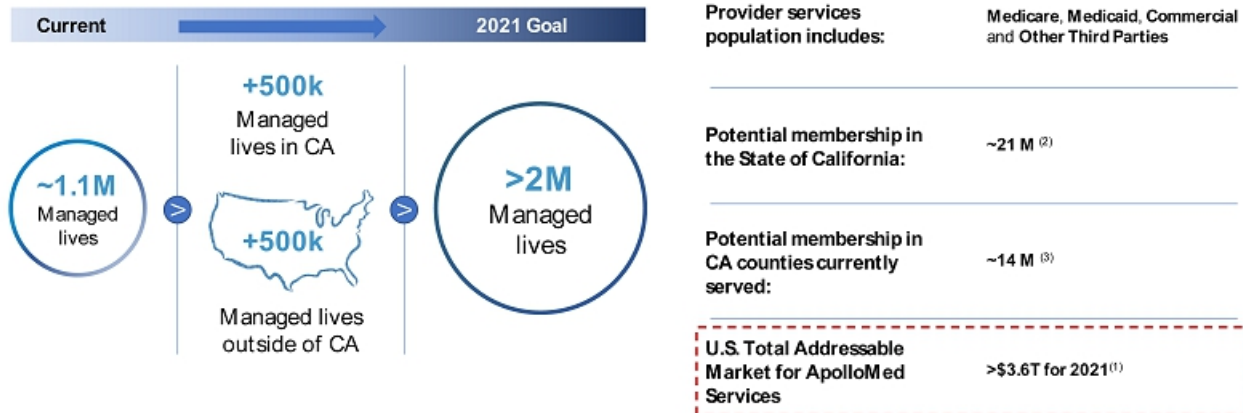 Current
2021 Goal
+500k
Managed
lives in CA
~1.1M
Managed
lives
>
+500k
Managed lives
outside of CA
>
>2M
Managed
lives
Provider services
population includes:
Medicare, Medicaid, Commercial
and Other Third Parties
Potential membership in
the State of California:
~21 M (2)
Potential membership in
CA counties currently
served:
~14 M (3)
U.S. Total Addressable
Market for ApolloMed
Services
>$3.6T for 2021(1)